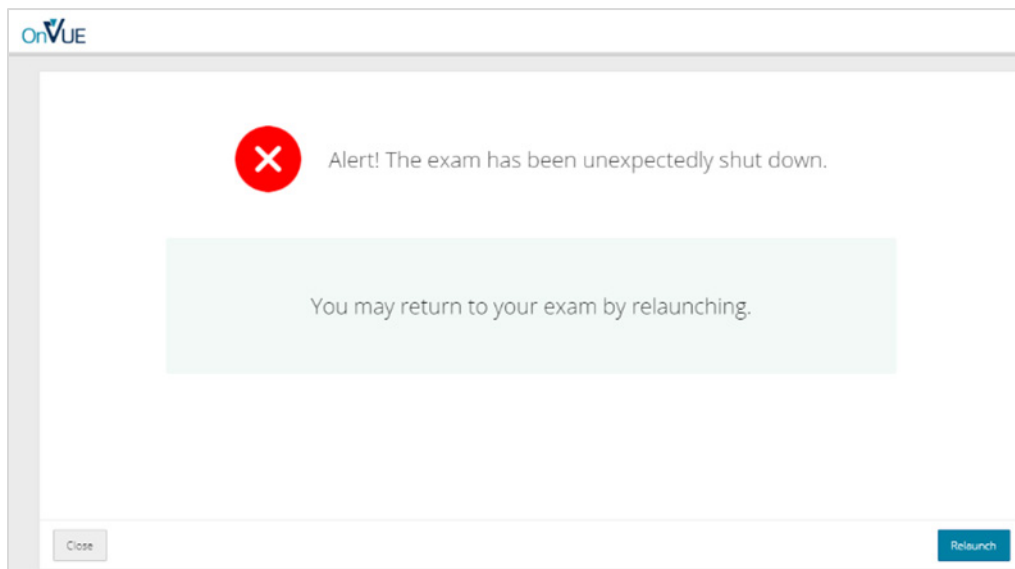 OnVUE
Alert! The exam has been unexpectedly shut down.
You may return to your exam by relaunching.
Close
Relaunch